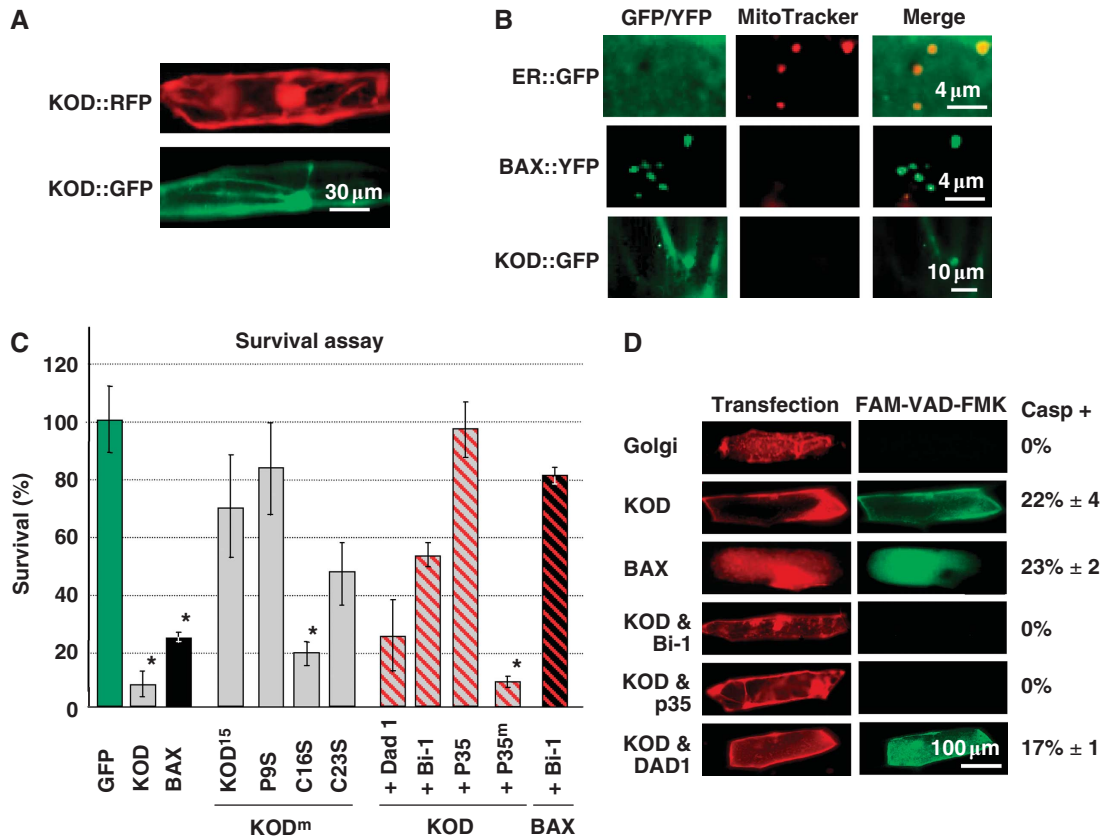 A
KOD::RFP
KOD::GFP
30 µm
B
GFP/YFP MitoTracker Merge
ER::GFP
4 µm
BAX::YFP
4 µm
KOD::GFP
10 µm
C
Survival assay
Survival (%)
120
100
80
60
40
20
0
*
*
*
*
GFP
KOD
BAX
KOD¹⁵
P9S
C16S
C23S
+ Dad 1
+ Bi-1
+ P35
+ P35ᵐ
+ Bi-1
KODᵐ
KOD
BAX
D
Transfection FAM-VAD-FMK Casp +
Golgi 0%
KOD 22% ± 4
BAX 23% ± 2
KOD &
Bi-1
0%
KOD &
p35
0%
KOD &
DAD1
100 µm
17% ± 1